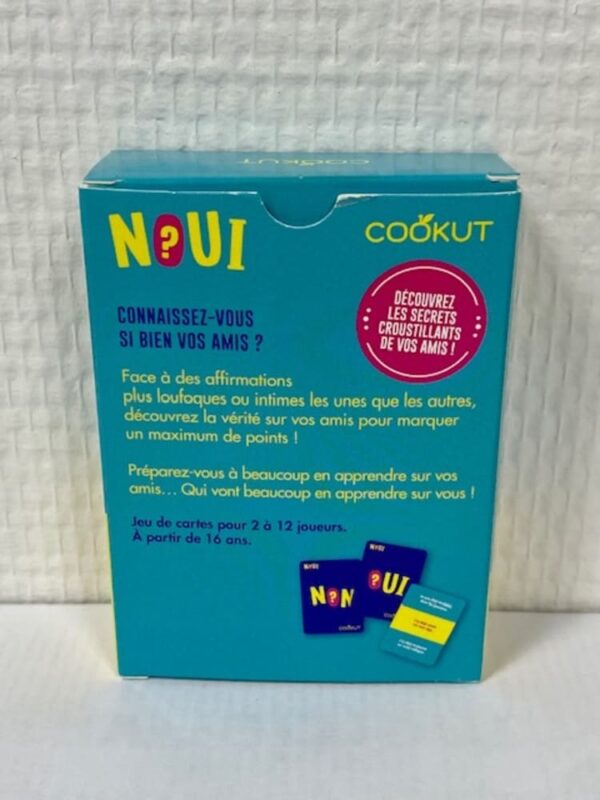 COOKUT
N?UI
COOKUT
CONNAISSEZ-VOUS
SI BIEN VOS AMIS ?
DÉCOUVREZ
LES SECRETS
CROUSTILLANTS
DE VOS AMIS !
Face à des affirmations
plus loufoques ou intimes les unes que les autres,
découvrez la vérité sur vos amis pour marquer
un maximum de points !
Préparez-vous à beaucoup en apprendre sur vos
amis... Qui vont beaucoup en apprendre sur vous !
Jeu de cartes pour 2 à 12 joueurs.
À partir de 16 ans.
N?UI
N?N
COOKUT
N?UI
?UI